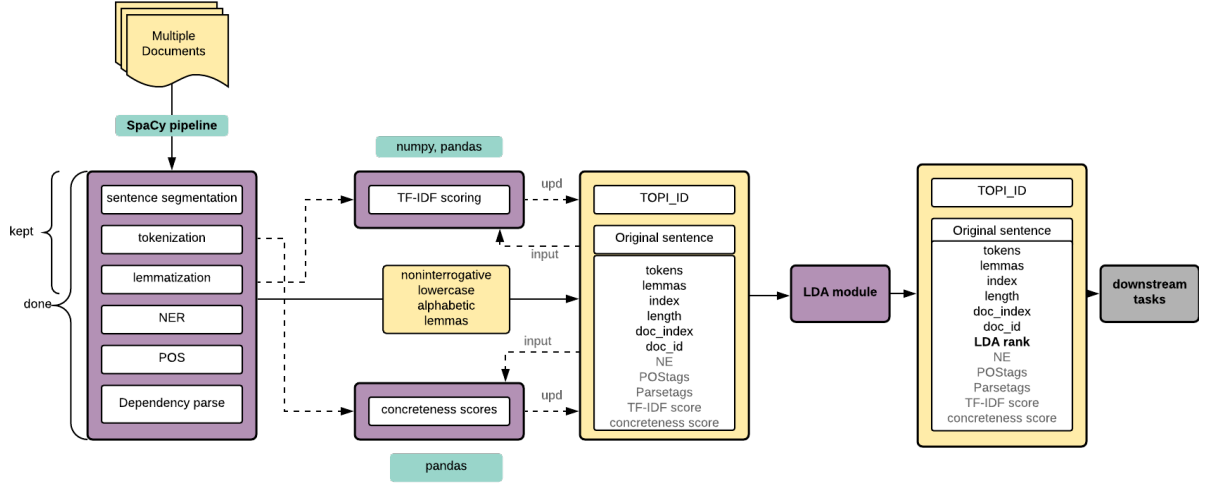 Multiple
Documents
SpaCy pipeline
kept
done
sentence segmentation
tokenization
lemmatization
NER
POS
Dependency parse
numpy, pandas
TF-IDF scoring
upd
input
noninterrogative
lowercase
alphabetic
lemmas
input
concreteness scores
upd
pandas
TOPI_ID
Original sentence
tokens
lemmas
index
length
doc_index
doc_id
NE
POStags
Parsetags
TF-IDF score
concreteness score
LDA module
TOPI_ID
Original sentence
tokens
lemmas
index
length
doc_index
doc_id
LDA rank
NE
POStags
Parsetags
TF-IDF score
concreteness score
downstream
tasks